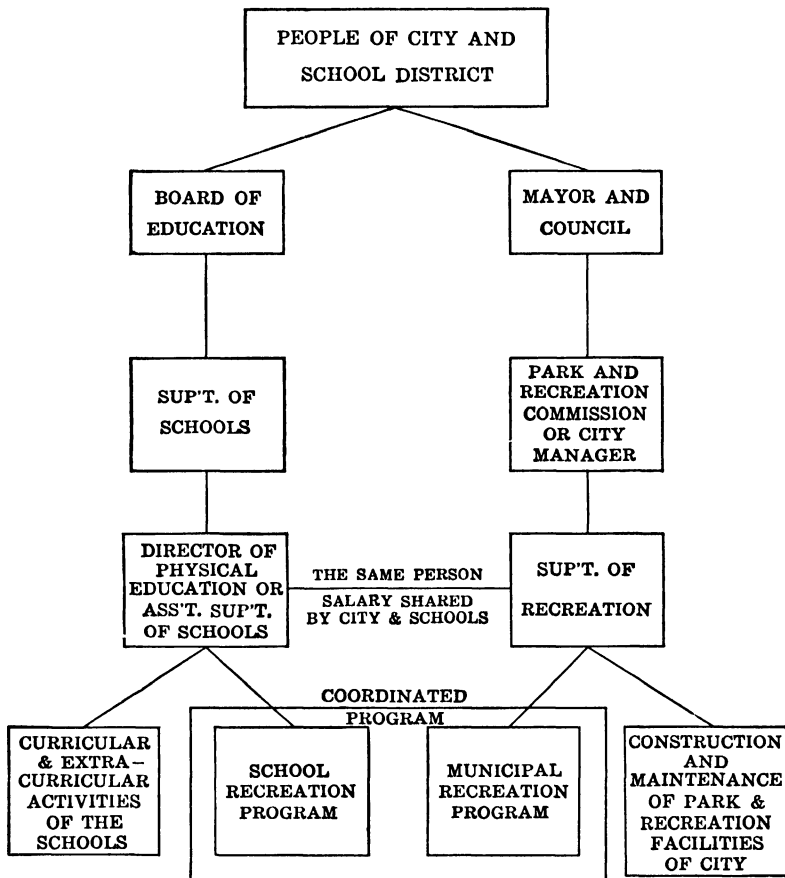 PEOPLE OF CITY AND
SCHOOL DISTRICT
BOARD OF
EDUCATION
MAYOR AND
COUNCIL
SUP'T. OF
SCHOOLS
PARK AND
RECREATION
COMMISSION
OR CITY
MANAGER
DIRECTOR OF
PHYSICAL
EDUCATION OR
ASS'T. SUP'T.
OF SCHOOLS
THE SAME PERSON
SALARY SHARED
BY CITY & SCHOOLS
SUP'T. OF
RECREATION
COORDINATED
PROGRAM
CURRICULAR
& EXTRA-
CURRICULAR
ACTIVITIES
OF THE
SCHOOLS
SCHOOL
RECREATION
PROGRAM
MUNICIPAL
RECREATION
PROGRAM
CONSTRUCTION
AND
MAINTENANCE
OF PARK &
RECREATION
FACILITIES
OF CITY